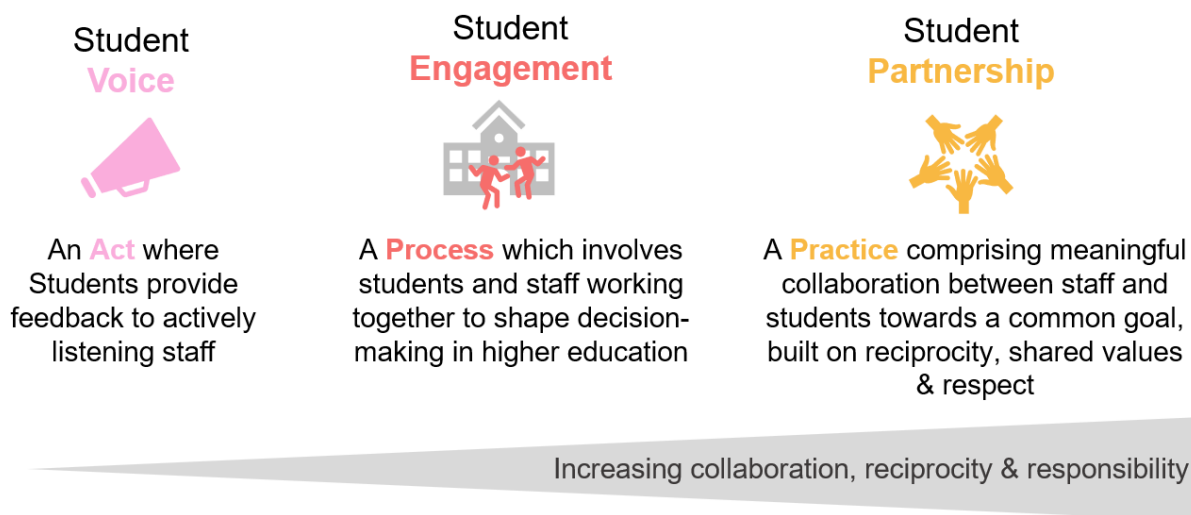 Student
Voice
An Act where
Students provide
feedback to actively
listening staff
Student
Engagement
A Process which involves
students and staff working
together to shape decision-
making in higher education
Student
Partnership
A Practice comprising meaningful
collaboration between staff and
students towards a common goal,
built on reciprocity, shared values
& respect
Increasing collaboration, reciprocity & responsibility